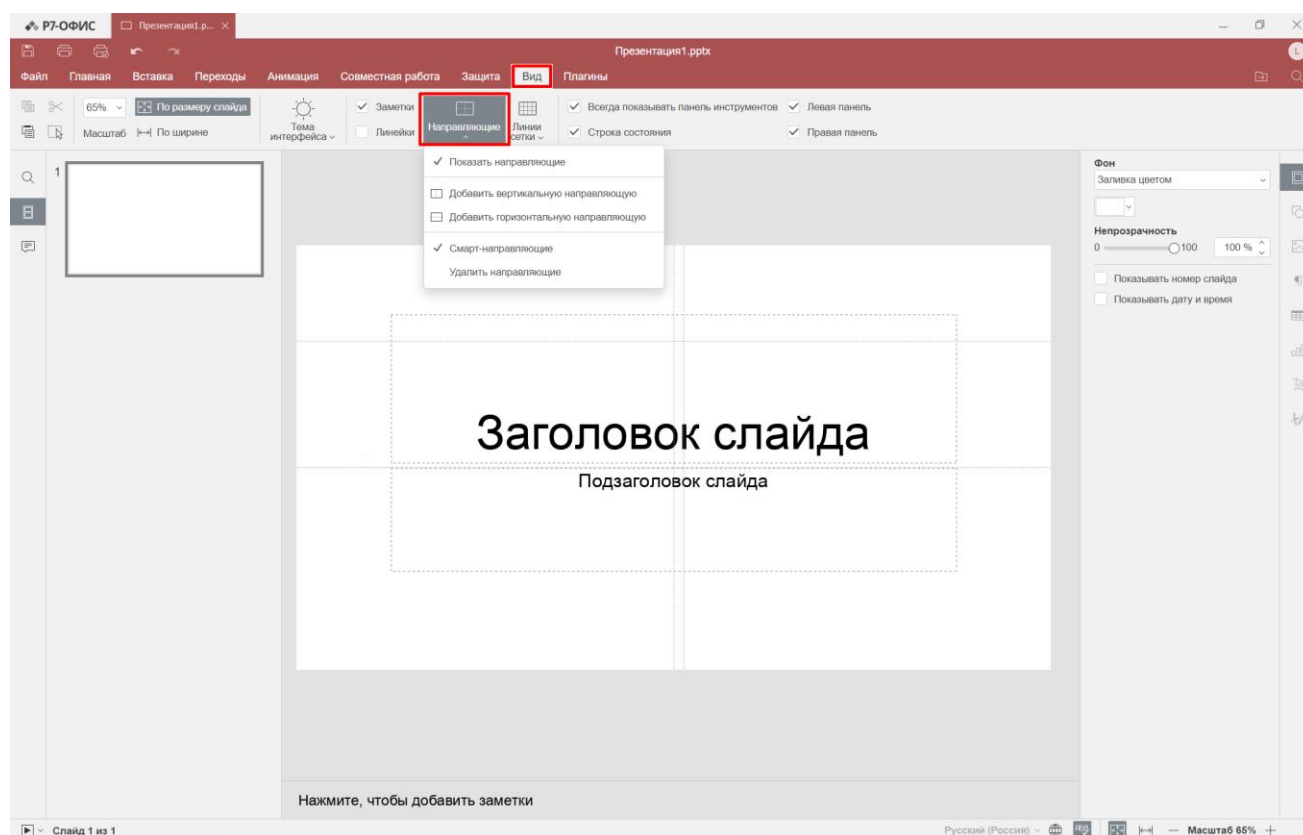 Р7-ОФИС Презентация1.p...
Презентация1.pptx
L
Файл Главная Вставка Переходы Анимация Совместная работа Защита Вид Плагины
65% По размеру слайда
Масштаб По ширине
Тема
интерфейса
Заметки
Линейки
Направляющие
Линии
сетки
Всегда показывать панель инструментов Левая панель
Строка состояния Правая панель
Показать направляющие
Добавить вертикальную направляющую
Добавить горизонтальную направляющую
Смарт-направляющие
Удалить направляющие
1
Фон
Заливка цветом
Непрозрачность
0 100 100 %
Показывать номер слайда
Показывать дату и время
Заголовок слайда
Подзаголовок слайда
Нажмите, чтобы добавить заметки
Слайд 1 из 1 Русский (Россия) Масштаб 65%